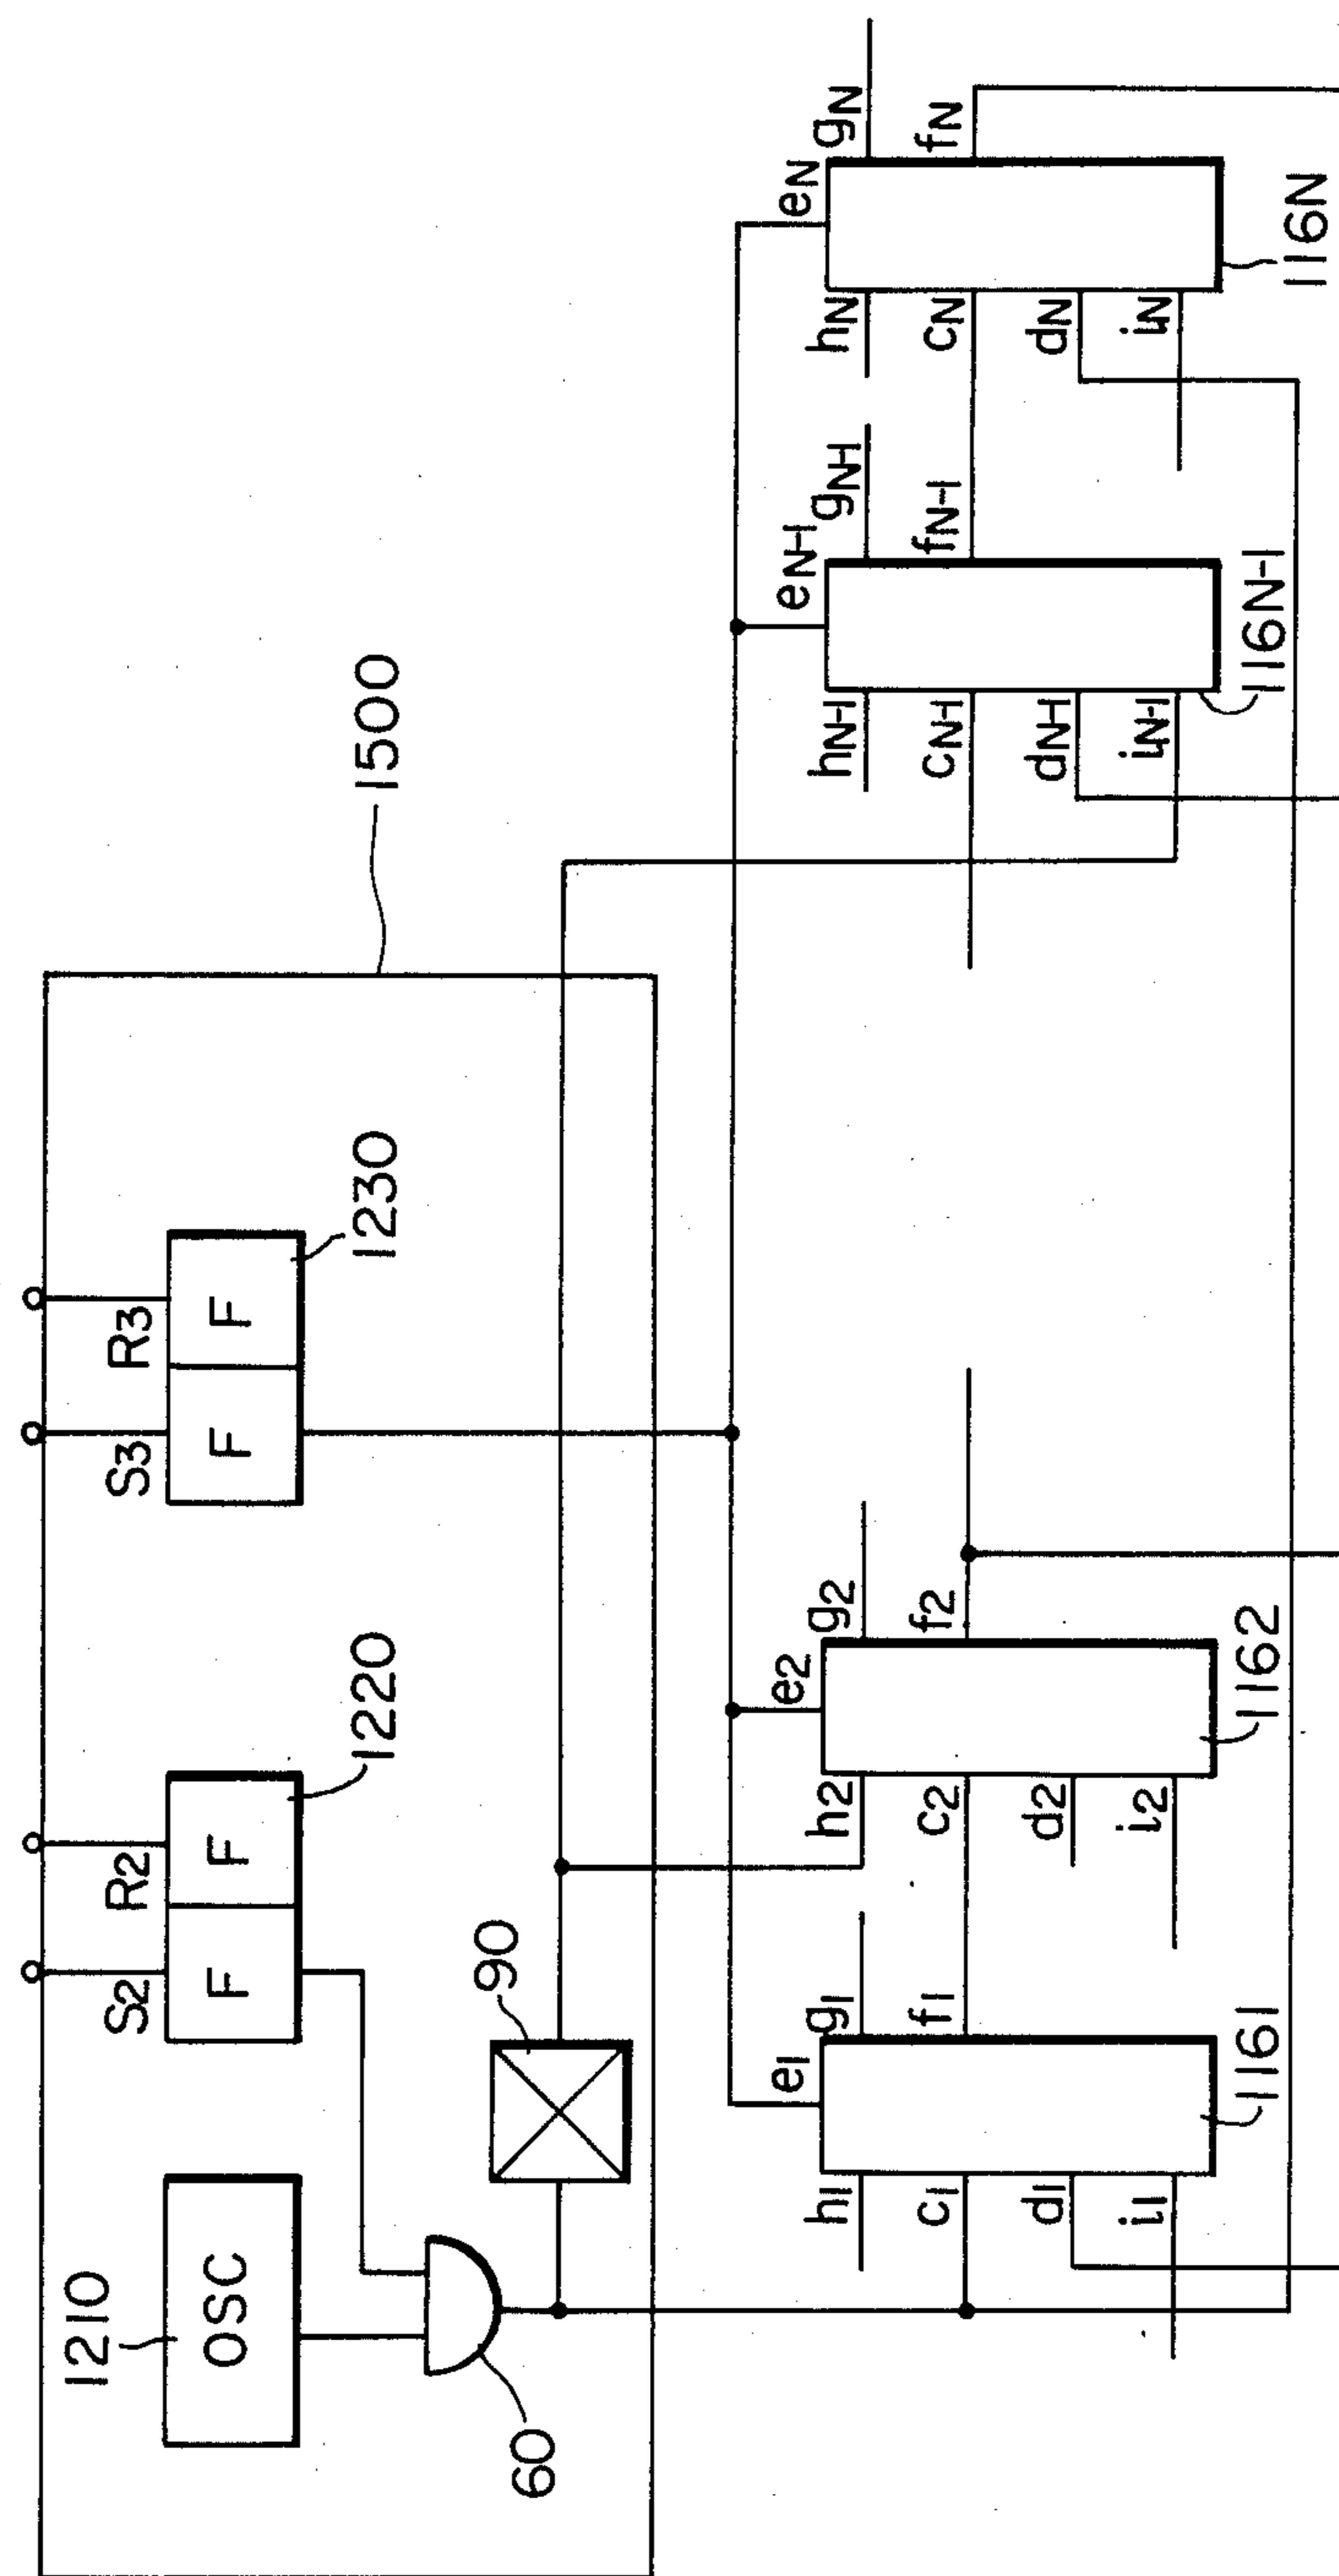 1500
1210
OSC
S2
R2
F
F
1220
S3
R3
F
F
1230
60
90
e1
e2
eN-1
eN
h1
g1
h2
g2
hN-1
gN-1
hN
gN
c1
f1
c2
f2
cN-1
fN-1
cN
fN
d1
d2
dN-1
dN
i1
i2
iN-1
iN
1161
1162
116N-1
116N